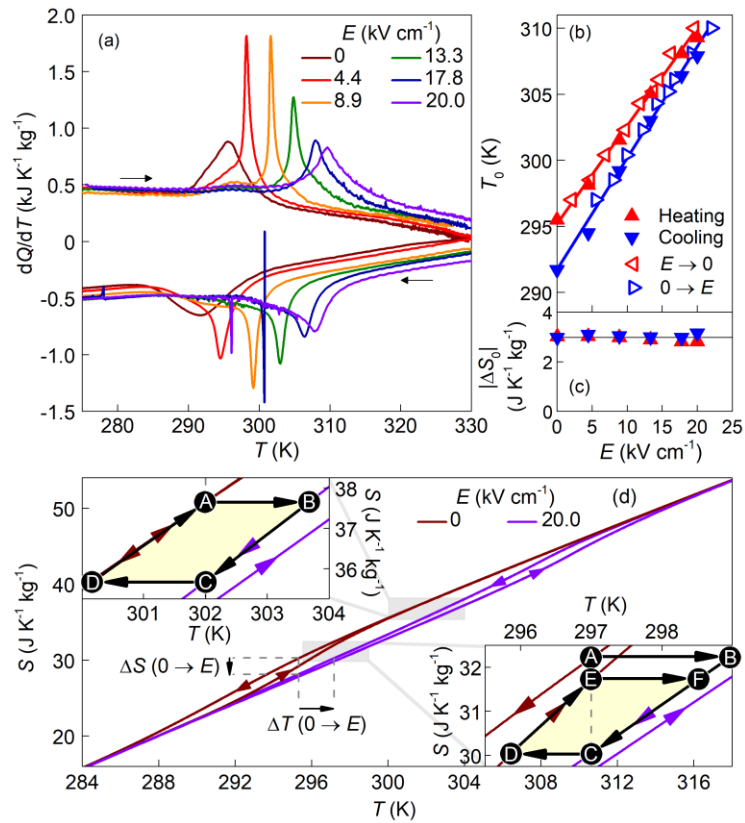 (a)
E (kV cm⁻¹)
0 13.3
4.4 17.8
8.9 20.0
2.0
1.5
1.0
0.5
0
-0.5
-1.0
-1.5
dQ/dT (kJ K⁻¹ kg⁻¹)
280 290 300 310 320 330
T (K)
(b)
310
305
300
295
290
T₀ (K)
Heating
Cooling
E → 0
0 → E
4
2
0
|ΔS₀|
(J K⁻¹ kg⁻¹)
(c)
0 5 10 15 20 25
E (kV cm⁻¹)
(d)
E (kV cm⁻¹)
0 20.0
50
40
30
20
S (J K⁻¹ kg⁻¹)
284 288 292 296 300 304 308 312 316
T (K)
ΔS (0 → E)
ΔT (0 → E)
A B
D C
38
37
36
S (J K⁻¹ kg⁻¹)
301 302 303 304
T (K)
T (K)
296 297 298
32
31
30
S (J K⁻¹ kg⁻¹)
A B
E F
D C